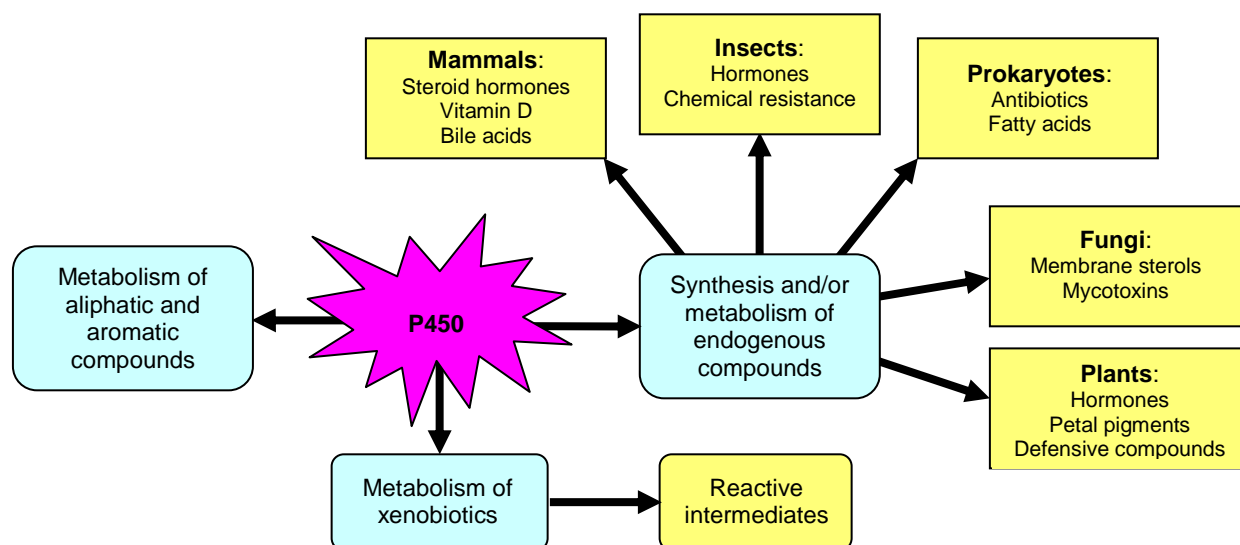 Mammals:
Steroid hormones
Vitamin D
Bile acids
Insects:
Hormones
Chemical resistance
Prokaryotes:
Antibiotics
Fatty acids
Metabolism of
aliphatic and
aromatic
compounds
P450
Synthesis and/or
metabolism of
endogenous
compounds
Fungi:
Membrane sterols
Mycotoxins
Plants:
Hormones
Petal pigments
Defensive compounds
Metabolism of
xenobiotics
Reactive
intermediates